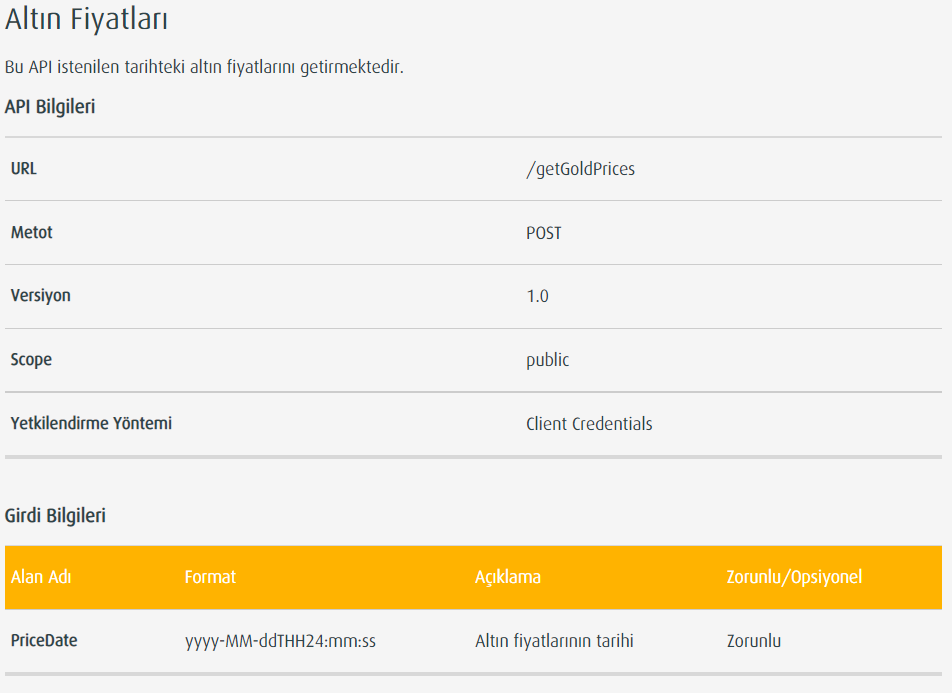 Altın Fiyatları
Bu API istenilen tarihteki altın fiyatlarını getirmektedir.
API Bilgileri
URL /getGoldPrices
Metot POST
Versiyon 1.0
Scope public
Yetkilendirme Yöntemi Client Credentials
Girdi Bilgileri
Alan Adı Format Açıklama Zorunlu/Opsiyonel
PriceDate yyyy-MM-ddTHH24:mm:ss Altın fiyatlarının tarihi Zorunlu